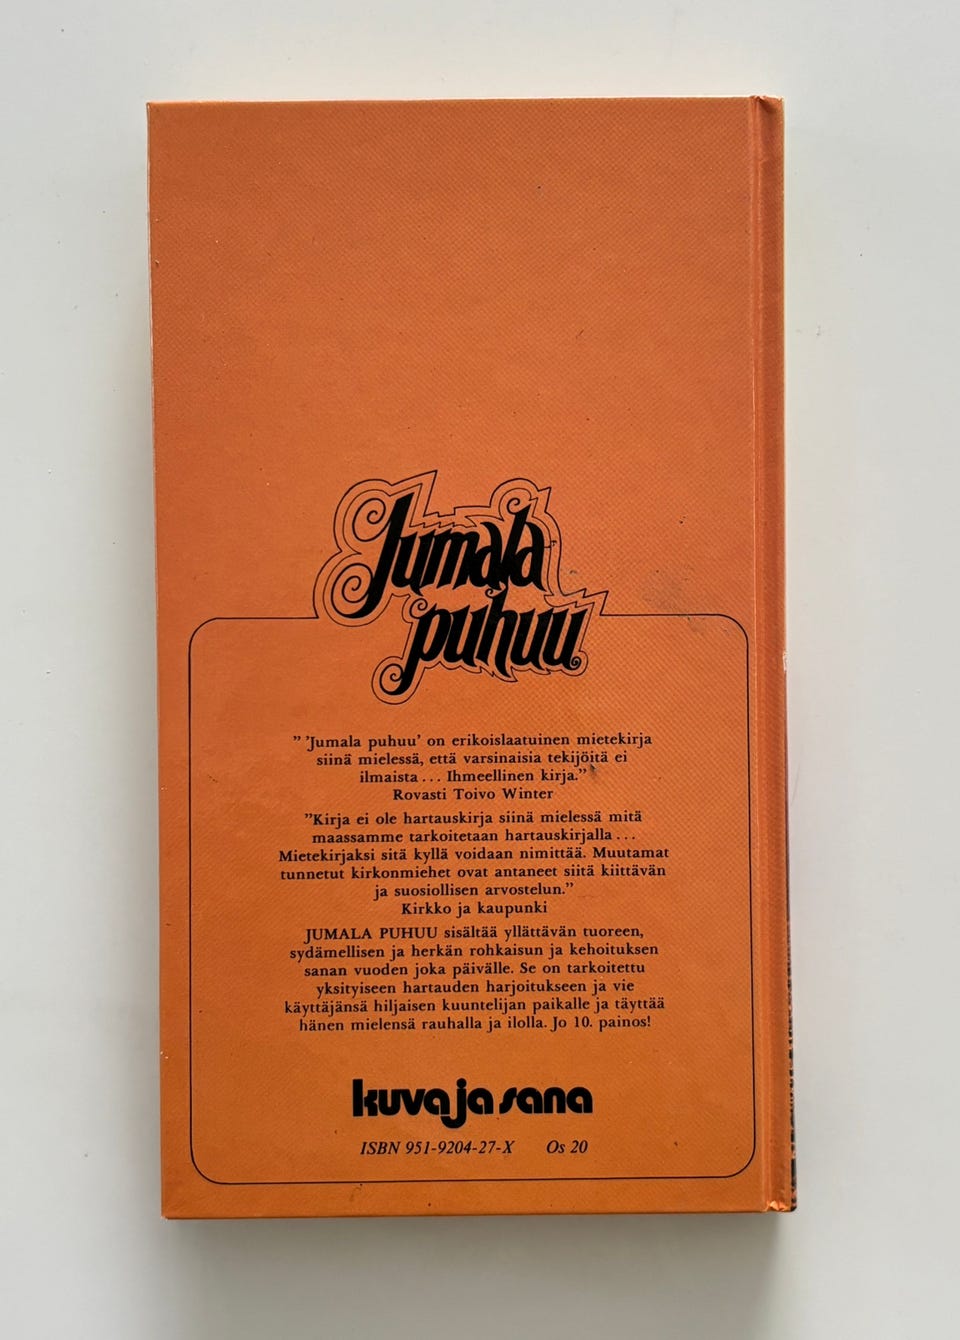 Jumala
puhuu
” ’Jumala puhuu’ on erikoislaatuinen mietekirja
siinä mielessä, että varsinaisia tekijöitä ei
ilmaista . . . Ihmeellinen kirja.”
Rovasti Toivo Winter
”Kirja ei ole hartauskirja siinä mielessä mitä
maassamme tarkoitetaan hartauskirjalla . . .
Mietekirjaksi sitä kyllä voidaan nimittää. Muutamat
tunnetut kirkonmiehet ovat antaneet siitä kiittävän
ja suosiollisen arvostelun.”
Kirkko ja kaupunki
JUMALA PUHUU sisältää yllättävän tuoreen,
sydämellisen ja herkän rohkaisun ja kehoituksen
sanan vuoden joka päivälle. Se on tarkoitettu
yksityiseen hartauden harjoitukseen ja vie
käyttäjänsä hiljaisen kuuntelijan paikalle ja täyttää
hänen mielensä rauhalla ja ilolla. Jo 10. painos!
kuva ja sana
ISBN 951-9204-27-X Os 20